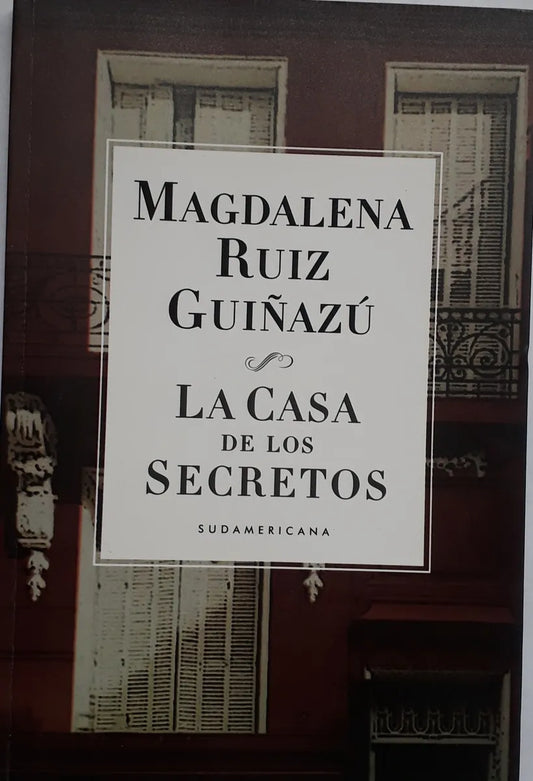 MAGDALENA
RUIZ
GUIÑAZÚ
LA CASA
DE LOS
SECRETOS
SUDAMERICANA